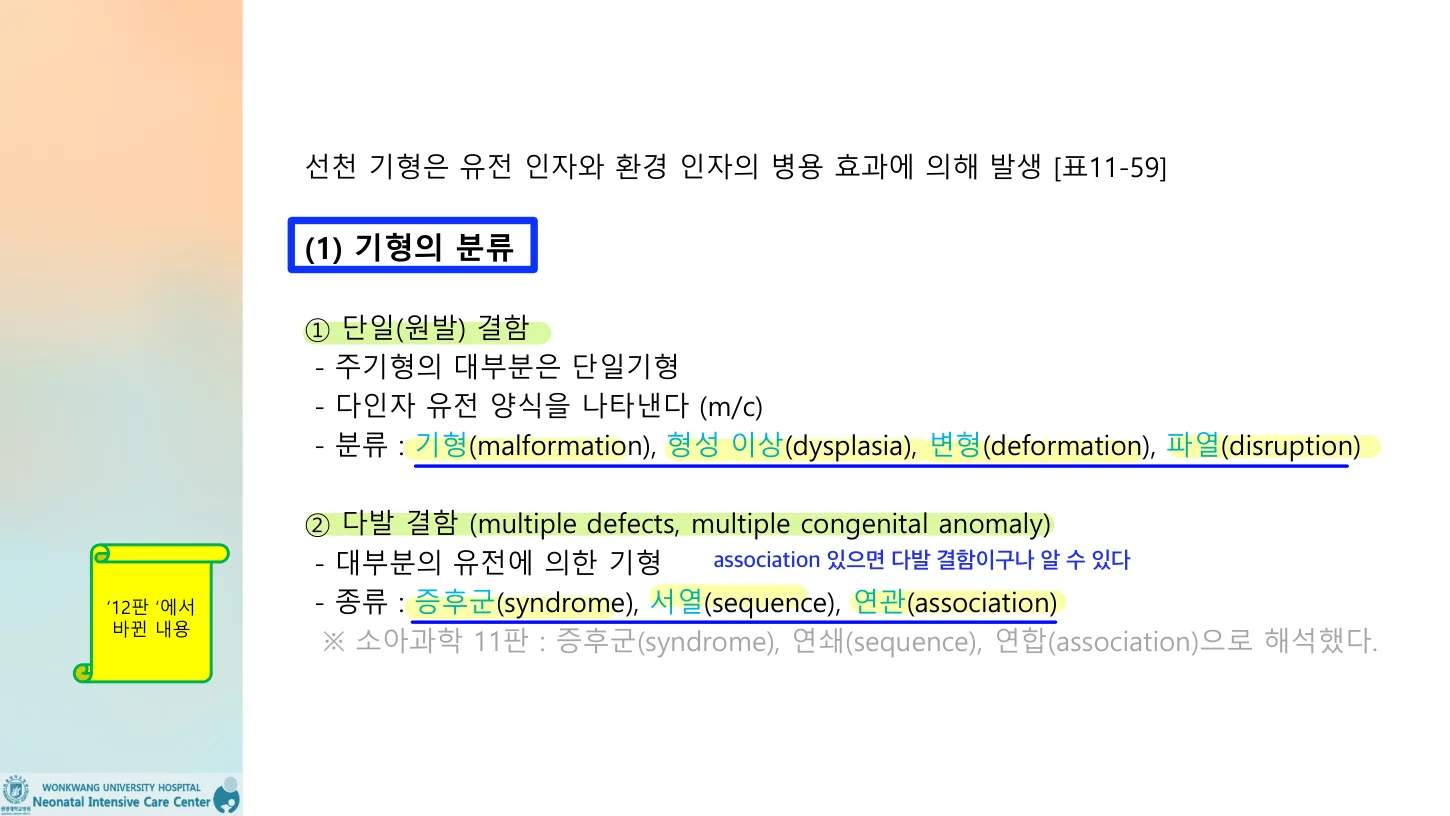 선천 기형은 유전 인자와 환경 인자의 병용 효과에 의해 발생 [표11-59]
(1) 기형의 분류
① 단일(원발) 결함
- 주기형의 대부분은 단일기형
- 다인자 유전 양식을 나타낸다 (m/c)
- 분류 : 기형(malformation), 형성 이상(dysplasia), 변형(deformation), 파열(disruption)
② 다발 결함 (multiple defects, multiple congenital anomaly)
- 대부분의 유전에 의한 기형 association 있으면 다발 결함이구나 알 수 있다
- 종류 : 증후군(syndrome), 서열(sequence), 연관(association)
※ 소아과학 11판 : 증후군(syndrome), 연쇄(sequence), 연합(association)으로 해석했다.
‘12판 ‘에서
바뀐 내용
WONKWANG UNIVERSITY HOSPITAL
Neonatal Intensive Care Center